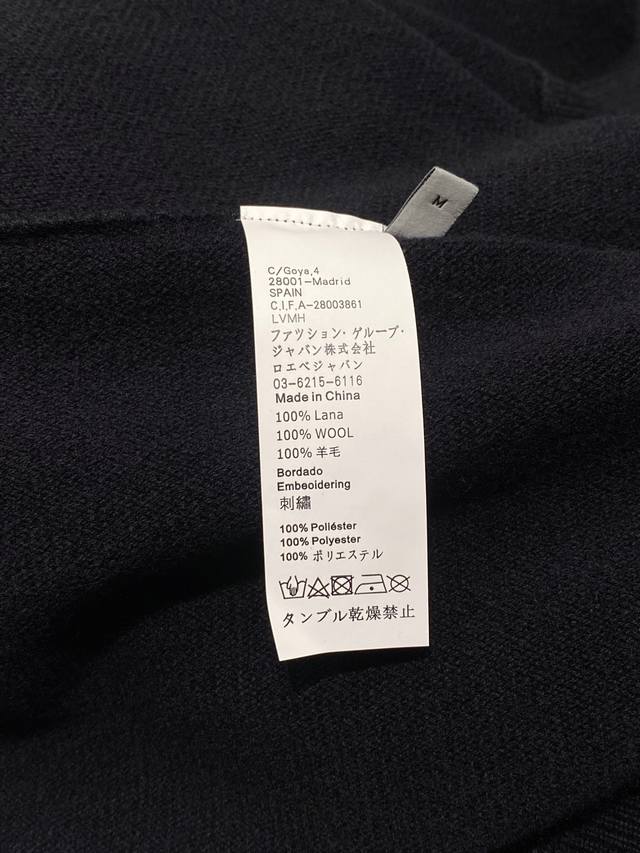 M
C/Goya,4
28001-Madrid
SPAIN
C.I.F.A-28003861
LVMH
ファツション・ゲループ・
ジャパン株式会社
ロエベジャパン
03-6215-6116
Made in China
100% Lana
100% WOOL
100% 羊毛
Bordado
Embeoidering
刺繡
100% Poliéster
100% Polyester
100% ポリエステル
タンブル乾燥禁止